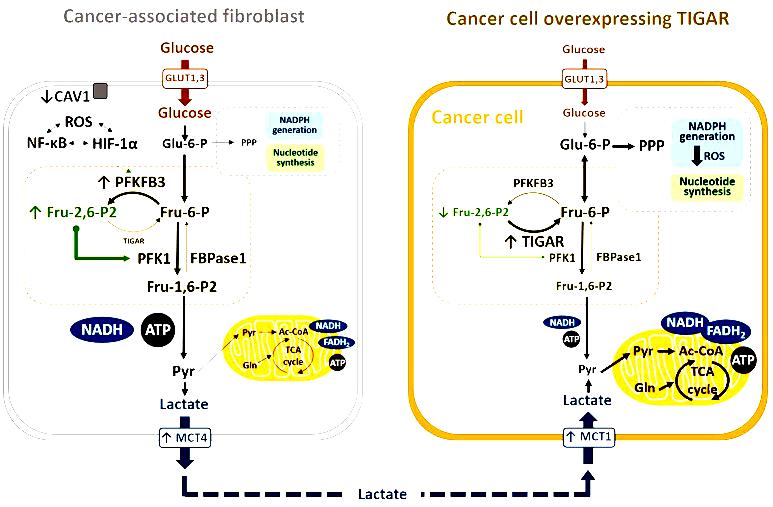 Cancer-associated fibroblast
Glucose
GLUT1,3
↓CAV1
Glucose
ROS
NF-κB
HIF-1α
Glu-6-P
PPP
NADPH
generation
Nucleotide
synthesis
↑ PFKFB3
↑ Fru-2,6-P2
Fru-6-P
TIGAR
PFK1
FBPase1
Fru-1,6-P2
NADH
ATP
Pyr
Lactate
Pyr
Ac-CoA
Gln
TCA
cycle
NADH
FADH2
ATP
↑ MCT4
Lactate
Cancer cell overexpressing TIGAR
Glucose
GLUT1,3
Cancer cell
Glucose
Glu-6-P
PPP
NADPH
generation
ROS
Nucleotide
synthesis
PFKFB3
↓ Fru-2,6-P2
Fru-6-P
↑ TIGAR
PFK1
FBPase1
Fru-1,6-P2
NADH
ATP
Pyr
Lactate
Pyr
Ac-CoA
Gln
TCA
cycle
NADH
FADH2
ATP
↑ MCT1